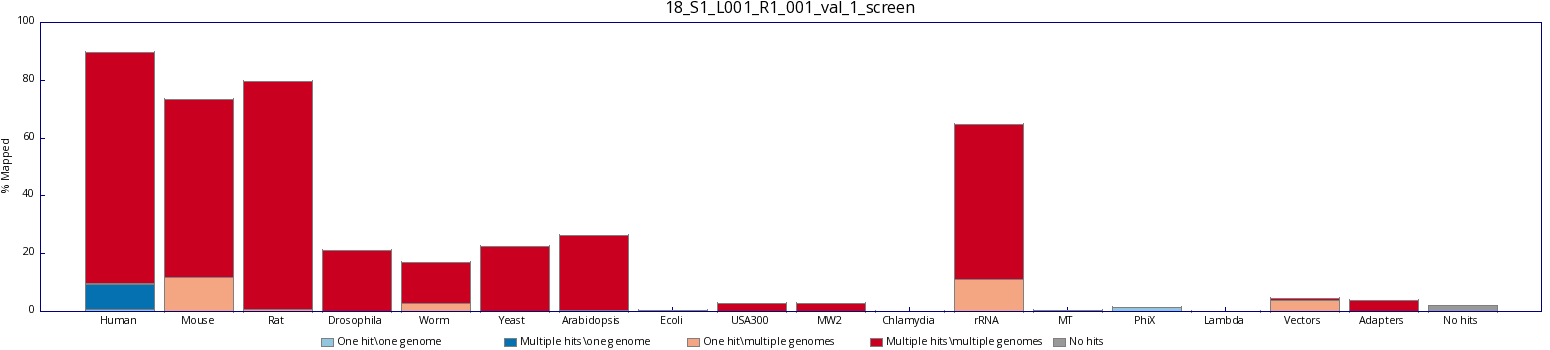 18_S1_L001_R1_001_val_1_screen
100
80
60
40
20
0
% Mapped
Human Mouse Rat Drosophila Worm Yeast Arabidopsis Ecoli USA300 MW2 Chlamydia rRNA MT PhiX Lambda Vectors Adapters No hits
One hit\one genome Multiple hits\one genome One hit\multiple genomes Multiple hits\multiple genomes No hits